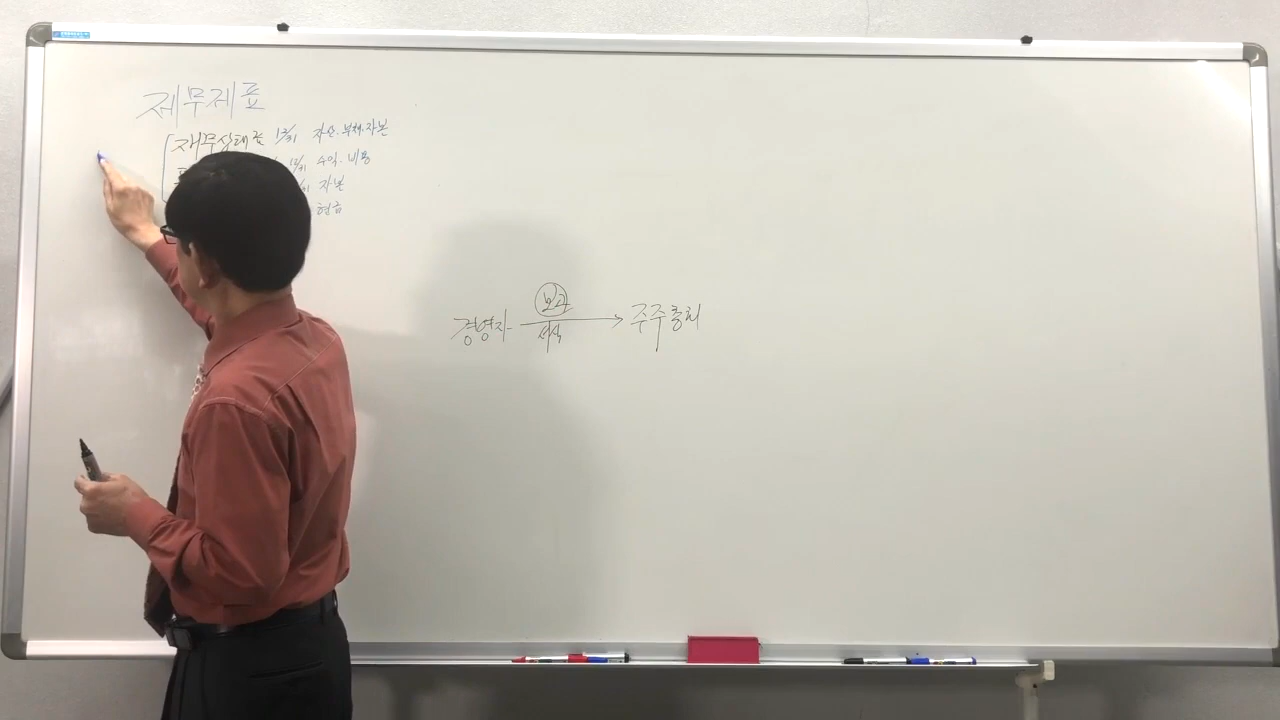 재무제표
재무상태표 12/31 자산.부채.자본
12/31 수익.비용
자본
현금
보고
경영자 → 주주총회
서식